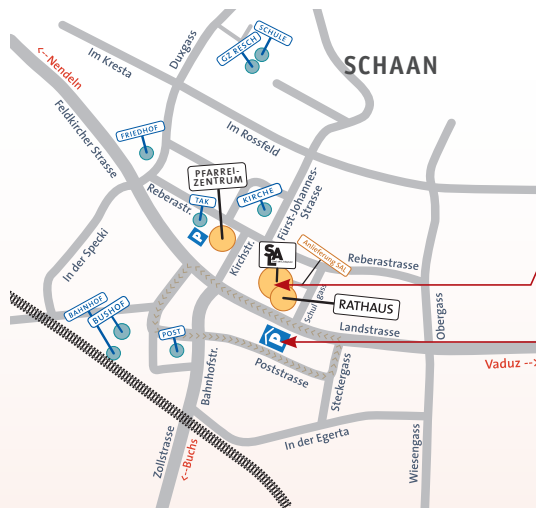 SCHAAN
<--Nendeln
Im Kresta
Duxgass
GZ RESCH
SCHULE
Feldkircher Strasse
FRIEDHOF
Im Rossfeld
PFARREI-
ZENTRUM
Reberastr.
TAK
KIRCHE
P
Fürst-Johannes-
Strasse
Kirchstr.
SAL
Anlieferung SAL
Reberastrasse
In der Specki
RATHAUS
Schulgass
Obergass
BAHNHOF
BUSHOF
POST
P
Landstrasse
Vaduz -->
Poststrasse
Steckergass
Bahnhofstr.
In der Egerta
Zollstrasse
<--Buchs
Wiesengass